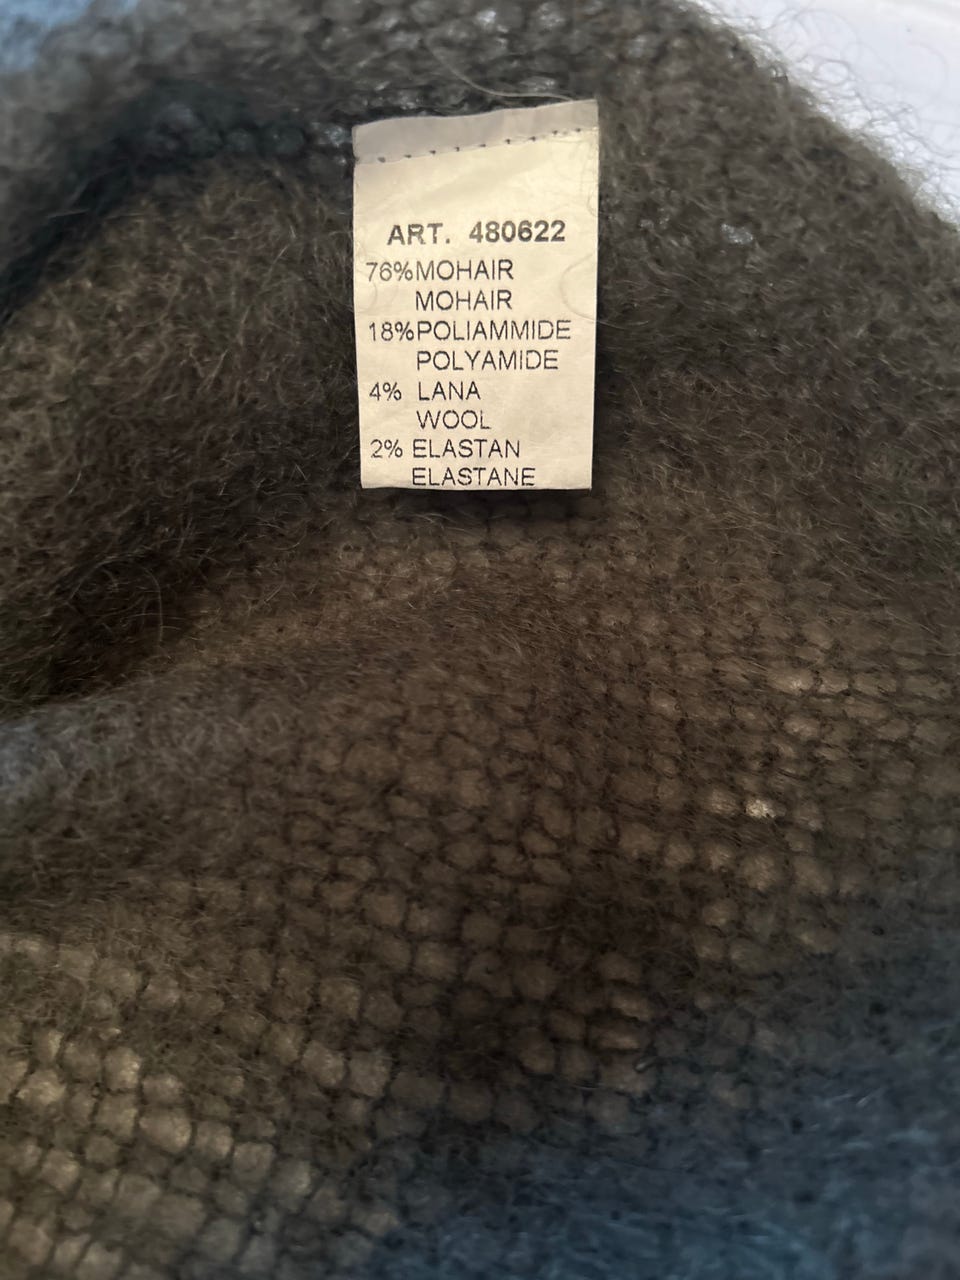 ART. 480622
76% MOHAIR
MOHAIR
18% POLIAMMIDE
POLYAMIDE
4% LANA
WOOL
2% ELASTAN
ELASTANE